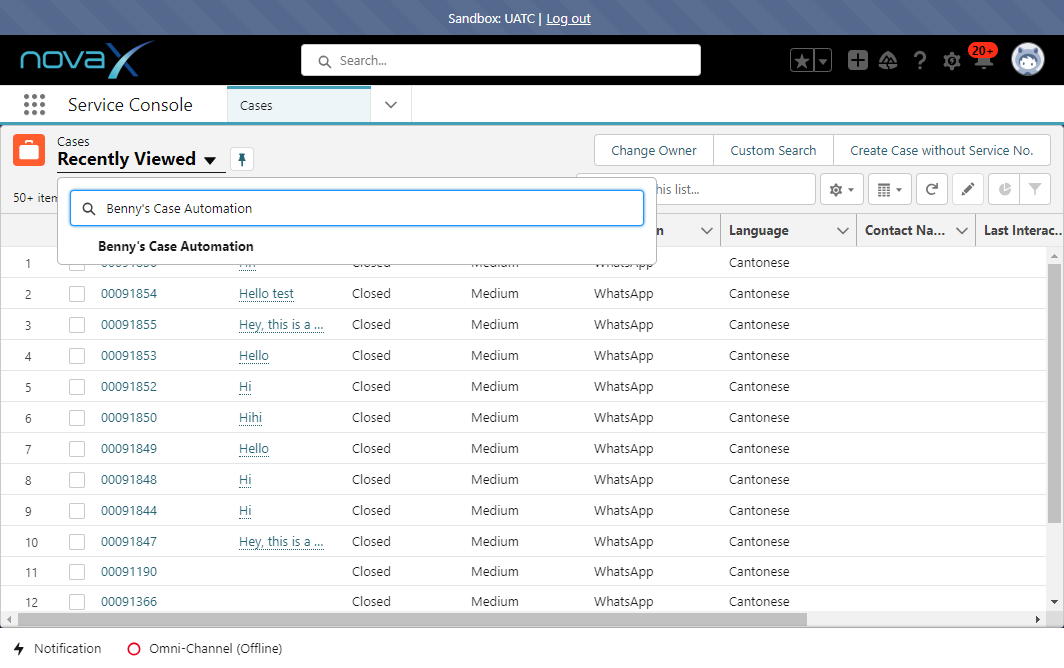 Sandbox: UATC | Log out
novaX
Search...
20+
Service Console
Cases
Cases
Recently Viewed
Change Owner
Custom Search
Create Case without Service No.
50+ item
his list...
Benny's Case Automation
Benny's Case Automation
Language
Contact Na...
Last Interac...
1 Closed Medium WhatsApp Cantonese
2 00091854 Hello test Closed Medium WhatsApp Cantonese
3 00091855 Hey, this is a ... Closed Medium WhatsApp Cantonese
4 00091853 Hello Closed Medium WhatsApp Cantonese
5 00091852 Hi Closed Medium WhatsApp Cantonese
6 00091850 Hihi Closed Medium WhatsApp Cantonese
7 00091849 Hello Closed Medium WhatsApp Cantonese
8 00091848 Hi Closed Medium WhatsApp Cantonese
9 00091844 Hi Closed Medium WhatsApp Cantonese
10 00091847 Hey, this is a ... Closed Medium WhatsApp Cantonese
11 00091190 Closed Medium WhatsApp Cantonese
12 00091366 Closed Medium WhatsApp Cantonese
Notification
Omni-Channel (Offline)